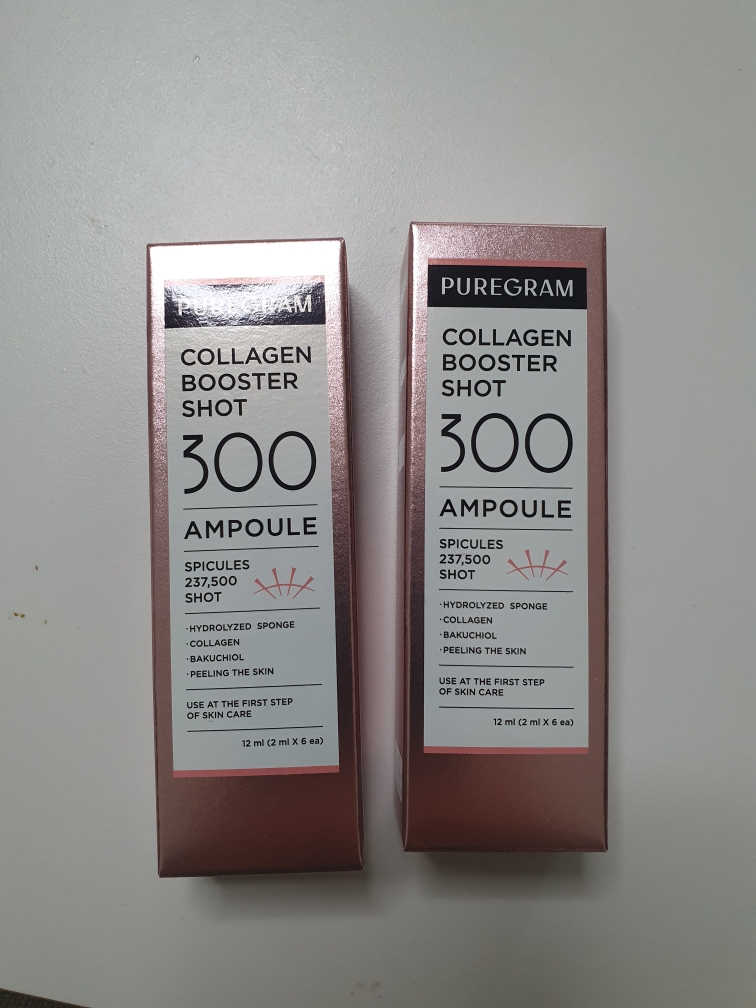 PUREGRAM
COLLAGEN
BOOSTER
SHOT
300
AMPOULE
SPICULES
237,500
SHOT
·HYDROLYZED SPONGE
·COLLAGEN
·BAKUCHIOL
·PEELING THE SKIN
USE AT THE FIRST STEP
OF SKIN CARE
12 ml (2 ml X 6 ea)
PUREGRAM
COLLAGEN
BOOSTER
SHOT
300
AMPOULE
SPICULES
237,500
SHOT
·HYDROLYZED SPONGE
·COLLAGEN
·BAKUCHIOL
·PEELING THE SKIN
USE AT THE FIRST STEP
OF SKIN CARE
12 ml (2 ml X 6 ea)